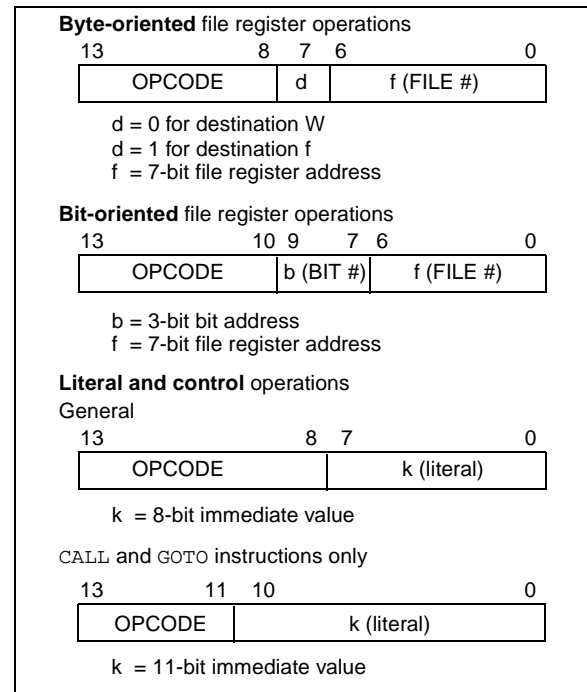 Byte-oriented file register operations
13 8 7 6 0
OPCODE d f (FILE #)
d = 0 for destination W
d = 1 for destination f
f = 7-bit file register address
Bit-oriented file register operations
13 10 9 7 6 0
OPCODE b (BIT #) f (FILE #)
b = 3-bit bit address
f = 7-bit file register address
Literal and control operations
General
13 8 7 0
OPCODE k (literal)
k = 8-bit immediate value
CALL and GOTO instructions only
13 11 10 0
OPCODE k (literal)
k = 11-bit immediate value